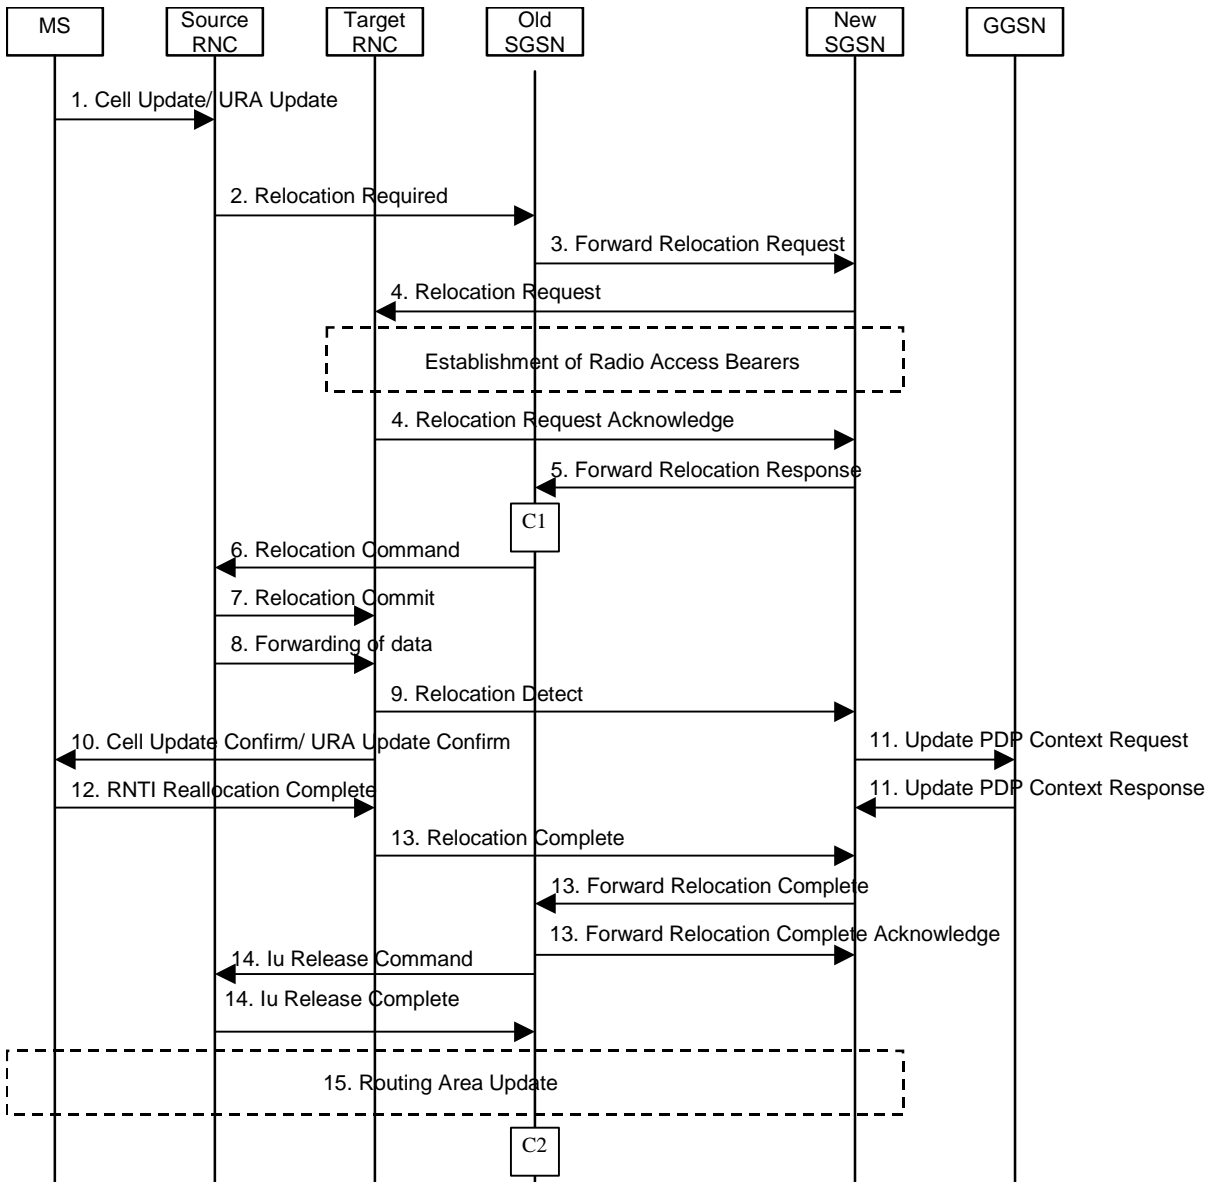 MS
Source
RNC
Target
RNC
Old
SGSN
New
SGSN
GGSN
1. Cell Update/ URA Update
2. Relocation Required
3. Forward Relocation Request
4. Relocation Request
Establishment of Radio Access Bearers
4. Relocation Request Acknowledge
5. Forward Relocation Response
C1
6. Relocation Command
7. Relocation Commit
8. Forwarding of data
9. Relocation Detect
10. Cell Update Confirm/ URA Update Confirm
11. Update PDP Context Request
12. RNTI Reallocation Complete
11. Update PDP Context Response
13. Relocation Complete
13. Forward Relocation Complete
13. Forward Relocation Complete Acknowledge
14. Iu Release Command
14. Iu Release Complete
15. Routing Area Update
C2